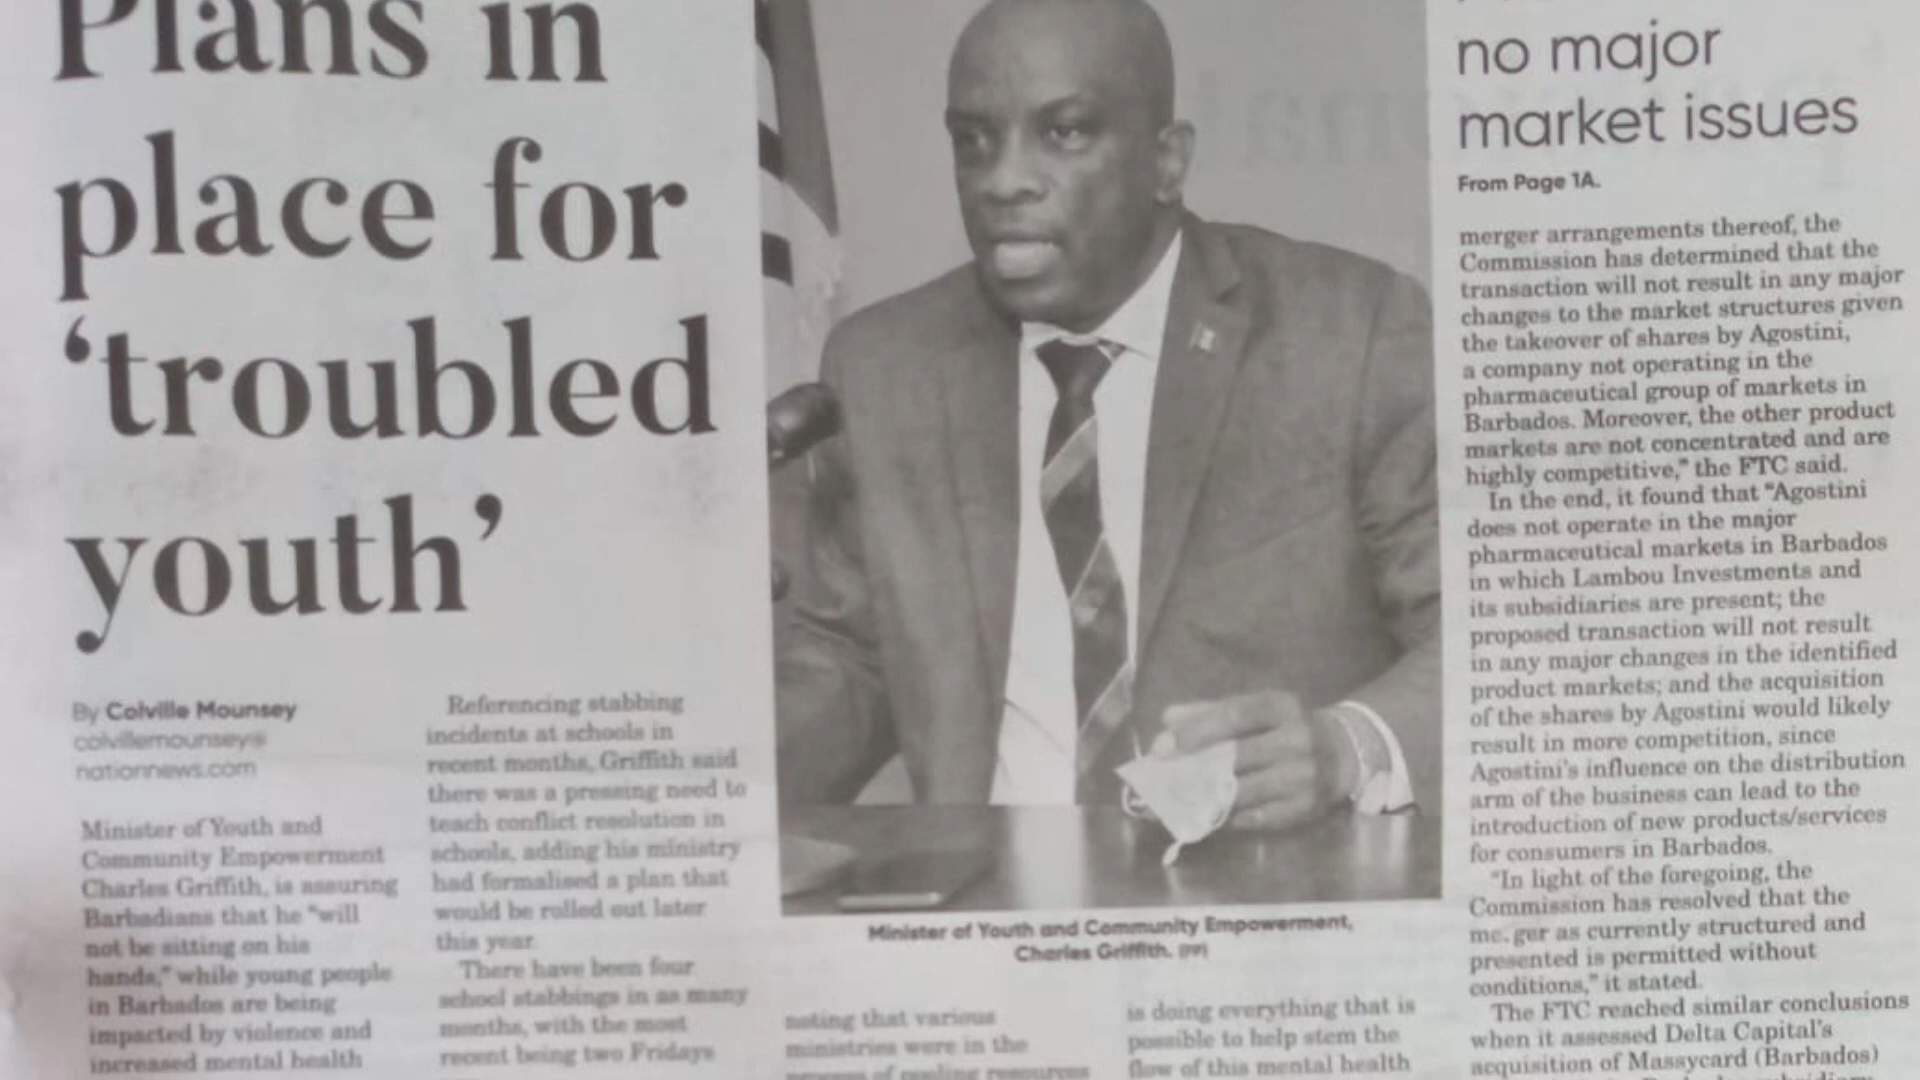 Plans in
place for
‘troubled
youth’
By Colville Mounsey
colvillemounsey@
nationnews.com
Minister of Youth and
Community Empowerment
Charles Griffith, is assuring
Barbadians that he "will
not be sitting on his
hands," while young people
in Barbados are being
impacted by violence and
increased mental health
Referencing stabbing
incidents at schools in
recent months, Griffith said
there was a pressing need to
teach conflict resolution in
schools, adding his ministry
had formalised a plan that
would be rolled out later
this year.
There have been four
school stabbings in as many
months, with the most
recent being two Fridays
Minister of Youth and Community Empowerment,
Charles Griffith.
noting that various
ministries were in the
process of pooling resources
is doing everything that is
possible to help stem the
flow of this mental health
no major
market issues
From Page 1A.
merger arrangements thereof, the
Commission has determined that the
transaction will not result in any major
changes to the market structures given
the takeover of shares by Agostini,
a company not operating in the
pharmaceutical group of markets in
Barbados. Moreover, the other product
markets are not concentrated and are
highly competitive," the FTC said.
In the end, it found that "Agostini
does not operate in the major
pharmaceutical markets in Barbados
in which Lambou Investments and
its subsidiaries are present; the
proposed transaction will not result
in any major changes in the identified
product markets; and the acquisition
of the shares by Agostini would likely
result in more competition, since
Agostini's influence on the distribution
arm of the business can lead to the
introduction of new products/services
for consumers in Barbados.
"In light of the foregoing, the
Commission has resolved that the
me.ger as currently structured and
presented is permitted without
conditions," it stated.
The FTC reached similar conclusions
when it assessed Delta Capital's
acquisition of Massycard (Barbados)